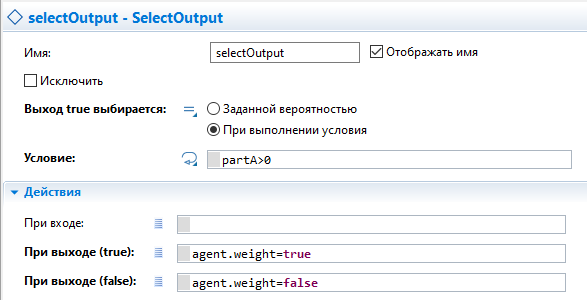 selectOutput - SelectOutput
Имя: selectOutput Отображать имя
Исключить
Выход true выбирается: Заданной вероятностью
При выполнении условия
Условие: partA>0
Действия
При входе:
При выходе (true): agent.weight=true
При выходе (false): agent.weight=false